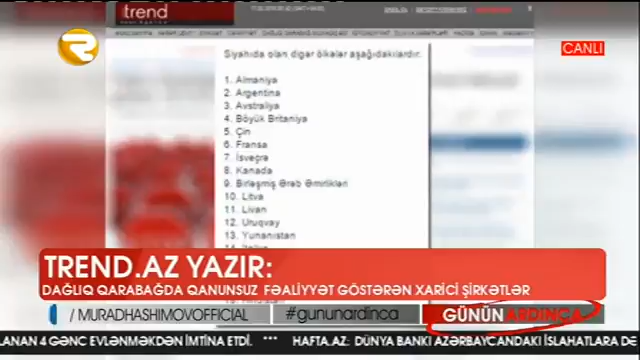 trend
CANLI
Siyahıda olan digər ölkələr aşağıdakılardır.
1. Almaniya
2. Argentina
3. Avstraliya
4. Böyük Britaniya
5. Çin
6. Fransa
7. İsveçrə
8. Kanada
9. Birləşmiş Ərəb Əmirlikləri
10. Litva
11. Livan
12. Uruqvay
13. Yunanıstan
TREND.AZ YAZIR:
DAĞLIQ QARABAĞDA QANUNSUZ FƏALİYYƏT GÖSTƏRƏN XARİCİ ŞİRKƏTLƏR
/ MURADHASHIMOVOFFICIAL
#gununardinca
GÜNÜN ARDINCA
LANAN 4 GƏNC EVLƏNMƏKDƏN İMTİNA ETDİ. *** HAFTA.AZ: DÜNYA BANKI AZƏRBAYCANDAKI İSLAHATLARA DƏ